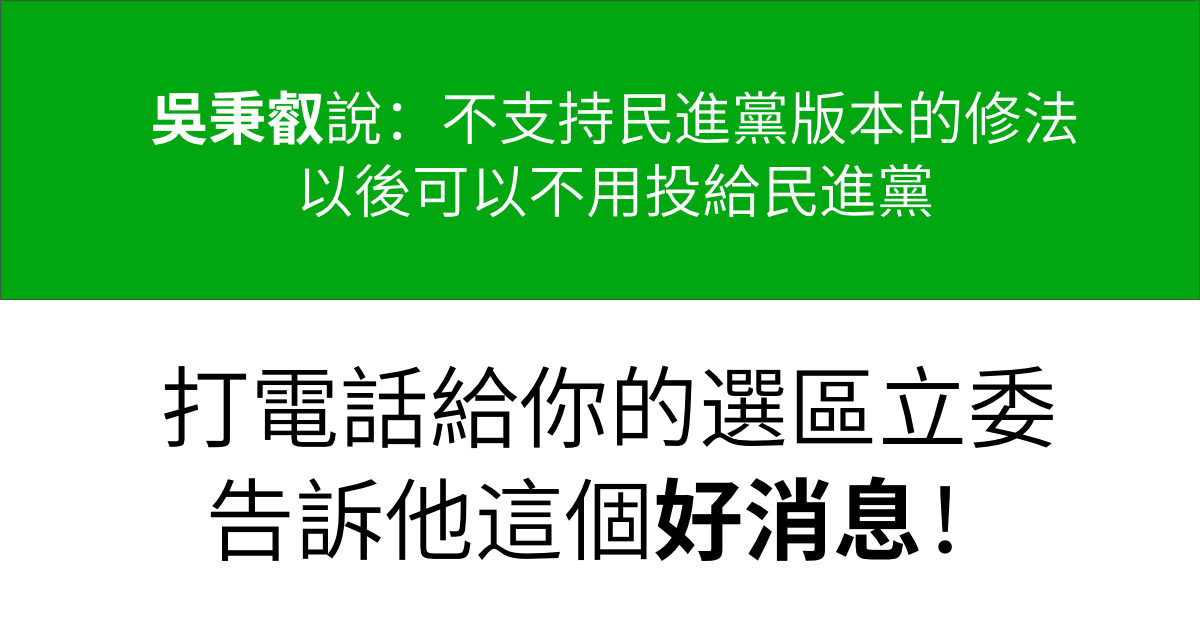 吳秉叡說：不支持民進黨版本的修法
以後可以不用投給民進黨
打電話給你的選區立委
告訴他這個好消息！